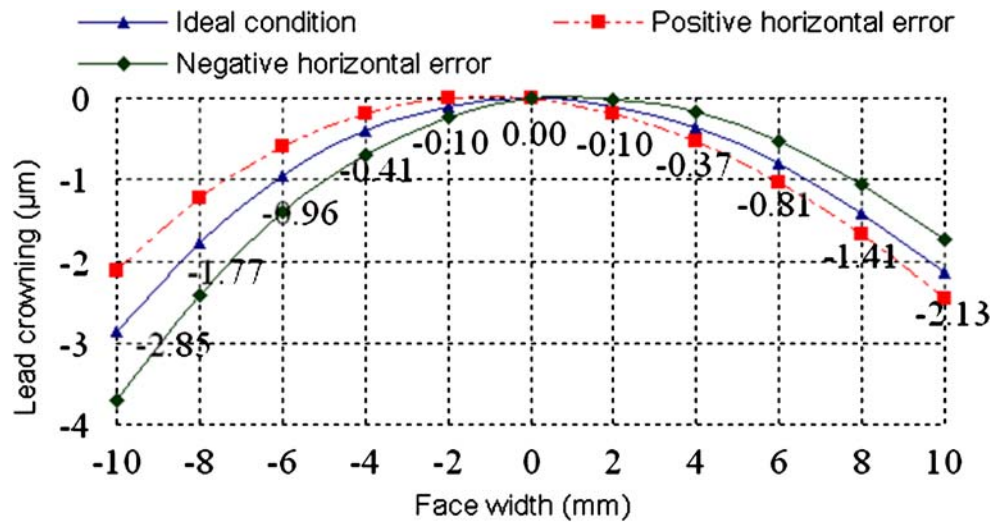 Ideal condition
Positive horizontal error
Negative horizontal error
Lead crowning (µm)
0
-1
-2
-3
-4
-2.85
-1.77
-0.96
-0.41
-0.10
0.00
-0.10
-0.37
-0.81
-1.41
-2.13
-10 -8 -6 -4 -2 0 2 4 6 8 10
Face width (mm)